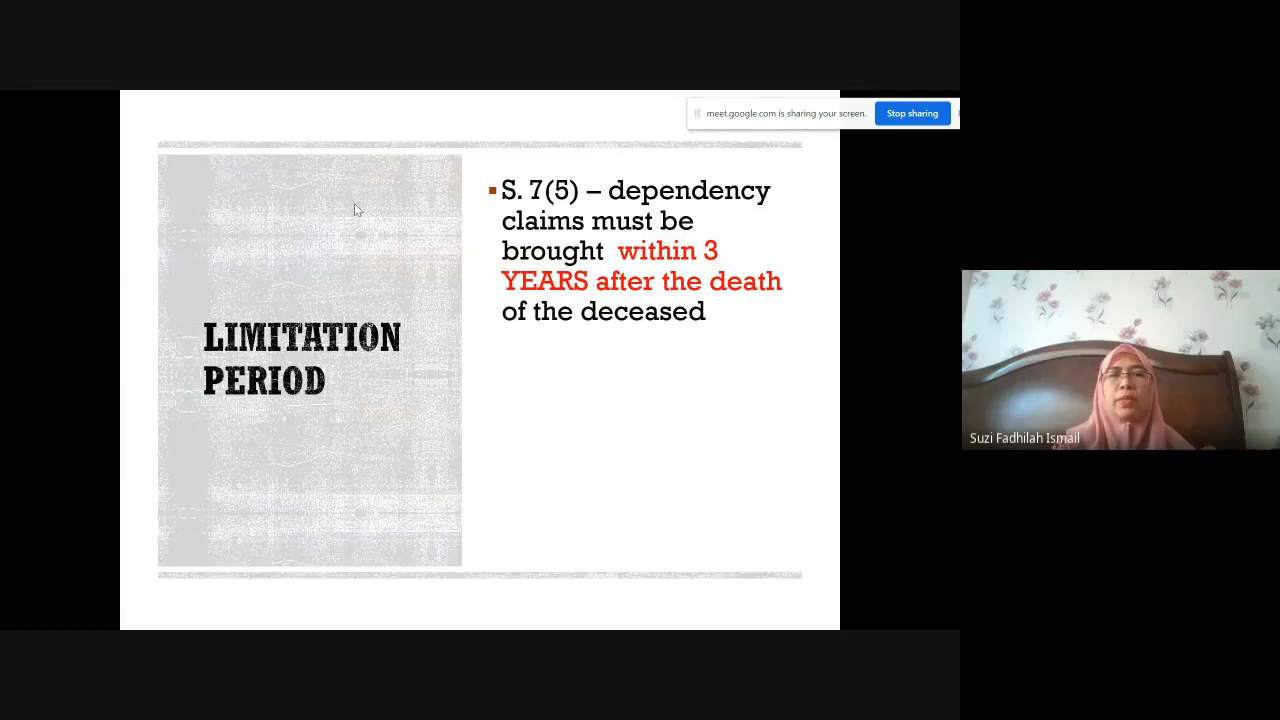 meet.google.com is sharing your screen.
Stop sharing
S. 7(5) – dependency
claims must be
brought within 3
YEARS after the death
of the deceased
LIMITATION
PERIOD
Suzi Fadhilah Ismail